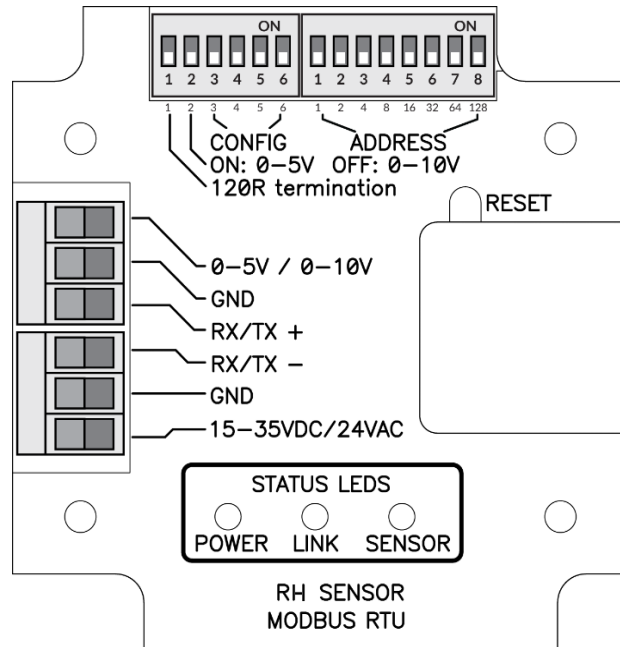 ON ON
1 2 3 4 5 6 1 2 3 4 5 6 7 8
1 2 3 4 5 6 1 2 4 8 16 32 64 128
CONFIG ADDRESS
ON: 0-5V OFF: 0-10V
120R termination
RESET
0-5V / 0-10V
GND
RX/TX +
RX/TX -
GND
15-35VDC/24VAC
STATUS LEDS
POWER LINK SENSOR
RH SENSOR
MODBUS RTU